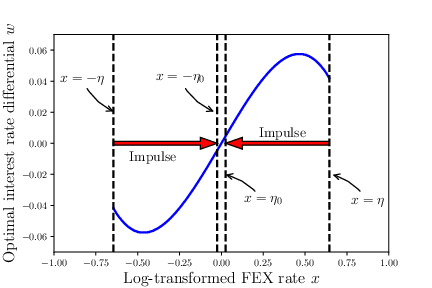 Optimal interest rate differential w
0.06
0.04
0.02
0.00
−0.02
−0.04
−0.06
x = −η
x = −η₀
Impulse
Impulse
x = η₀
x = η
−1.00 −0.75 −0.50 −0.25 0.00 0.25 0.50 0.75 1.00
Log-transformed FEX rate x